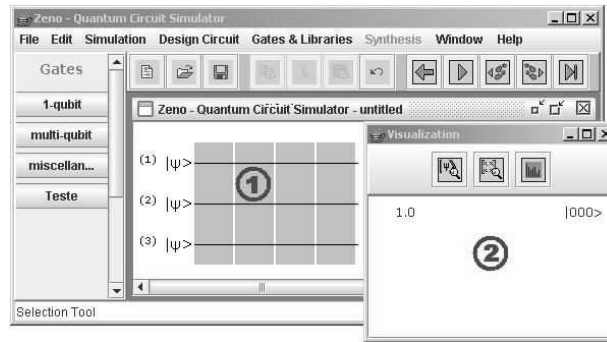 Zeno - Quantum Circuit Simulator
File Edit Simulation Design Circuit Gates & Libraries Synthesis Window Help
Gates
1-qubit
multi-qubit
miscellan...
Teste
Zeno - Quantum Circuit Simulator - untitled
(1) |ψ>
(2) |ψ>
(3) |ψ>
1
Visualization
1.0 |000>
2
Selection Tool